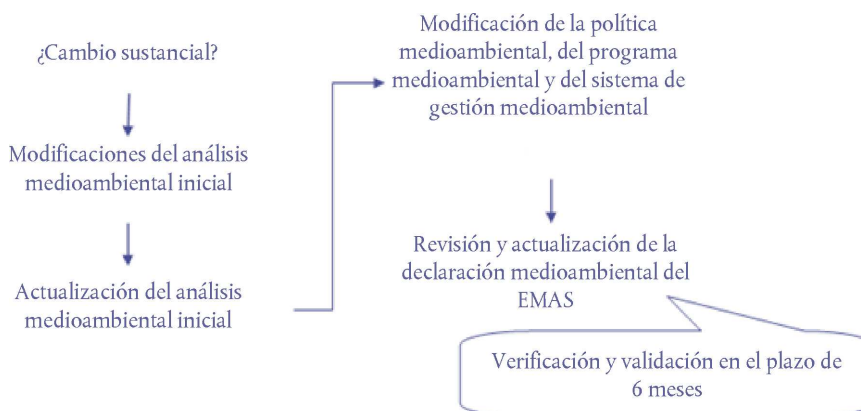 ¿Cambio sustancial?
Modificaciones del análisis
medioambiental inicial
Actualización del análisis
medioambiental inicial
Modificación de la política
medioambiental, del programa
medioambiental y del sistema de
gestión medioambiental
Revisión y actualización de la
declaración medioambiental del
EMAS
Verificación y validación en el plazo de
6 meses